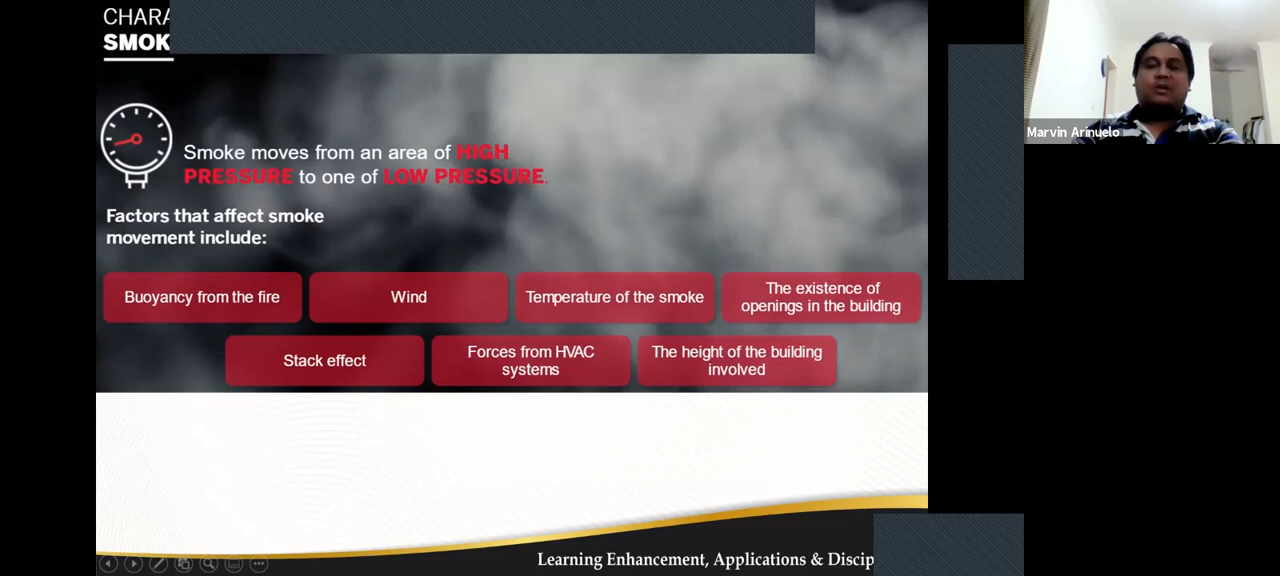 SMOK
Smoke moves from an area of HIGH
PRESSURE to one of LOW PRESSURE.
Factors that affect smoke
movement include:
Buoyancy from the fire
Wind
Temperature of the smoke
The existence of
openings in the building
Stack effect
Forces from HVAC
systems
The height of the building
involved
Learning Enhancement, Applications &
Marvin Arinuelo